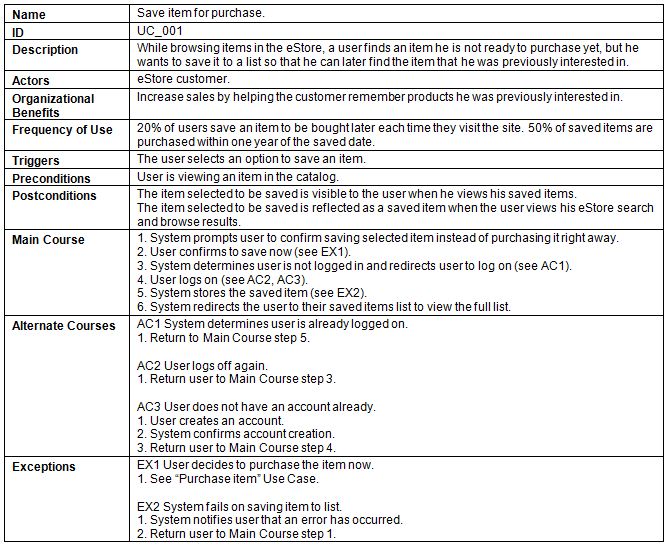 Name Save item for purchase.
ID UC_001
Description While browsing items in the eStore, a user finds an item he is not ready to purchase yet, but he
wants to save it to a list so that he can later find the item that he was previously interested in.
Actors eStore customer.
Organizational Benefits Increase sales by helping the customer remember products he was previously interested in.
Frequency of Use 20% of users save an item to be bought later each time they visit the site. 50% of saved items are
purchased within one year of the saved date.
Triggers The user selects an option to save an item.
Preconditions User is viewing an item in the catalog.
Postconditions The item selected to be saved is visible to the user when he views his saved items.
The item selected to be saved is reflected as a saved item when the user views his eStore search
and browse results.
Main Course 1. System prompts user to confirm saving selected item instead of purchasing it right away.
2. User confirms to save now (see EX1).
3. System determines user is not logged in and redirects user to log on (see AC1).
4. User logs on (see AC2, AC3).
5. System stores the saved item (see EX2).
6. System redirects the user to their saved items list to view the full list.
Alternate Courses AC1 System determines user is already logged on.
1. Return to Main Course step 5.
AC2 User logs off again.
1. Return user to Main Course step 3.
AC3 User does not have an account already.
1. User creates an account.
2. System confirms account creation.
3. Return user to Main Course step 4.
Exceptions EX1 User decides to purchase the item now.
1. See “Purchase item” Use Case.
EX2 System fails on saving item to list.
1. System notifies user that an error has occurred.
2. Return user to Main Course step 1.